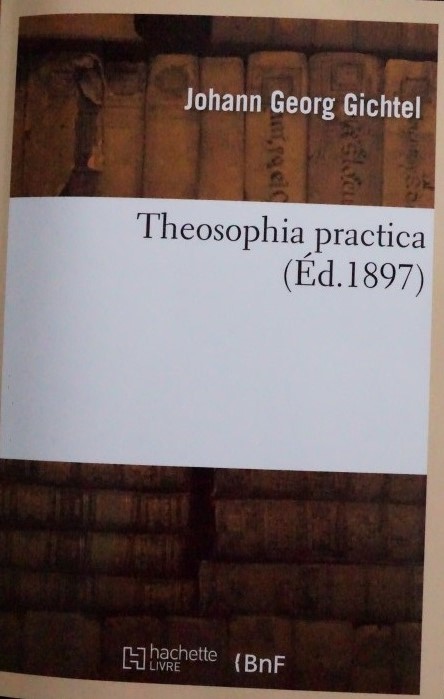 Johann Georg Gichtel
Theosophia practica
(Éd.1897)
hachette
LIVRE
BnF